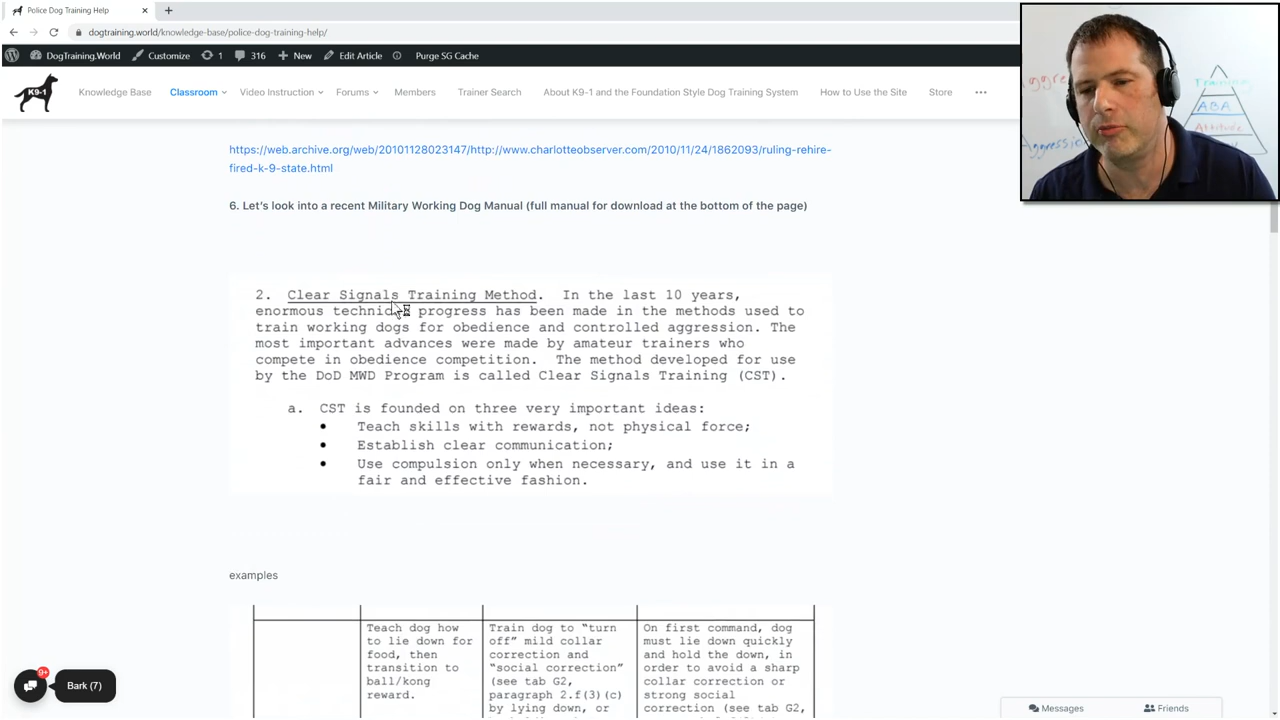 Police Dog Training Help
dogtraining.world/knowledge-base/police-dog-training-help/
DogTraining.World Customize 1 316 New Edit Article Purge SG Cache
K9-1 Knowledge Base Classroom Video Instruction Forums Members Trainer Search About K9-1 and the Foundation Style Dog Training System How to Use the Site Store
Training
ABA
Attitude
https://web.archive.org/web/20101128023147/http://www.charlotteobserver.com/2010/11/24/1862093/ruling-rehire-
fired-k-9-state.html
6. Let's look into a recent Military Working Dog Manual (full manual for download at the bottom of the page)
2. Clear Signals Training Method. In the last 10 years,
enormous technical progress has been made in the methods used to
train working dogs for obedience and controlled aggression. The
most important advances were made by amateur trainers who
compete in obedience competition. The method developed for use
by the DoD MWD Program is called Clear Signals Training (CST).
a. CST is founded on three very important ideas:
• Teach skills with rewards, not physical force;
• Establish clear communication;
• Use compulsion only when necessary, and use it in a
fair and effective fashion.
examples
Teach dog how
to lie down for
food, then
transition to
ball/kong
reward.
Train dog to "turn
off" mild collar
correction and
"social correction"
(see tab G2,
paragraph 2.f(3)(c)
by lying down, or
On first command, dog
must lie down quickly
and hold the down, in
order to avoid a sharp
collar correction or
strong social
correction (see tab G2,
9+
Bark (7)
Messages Friends